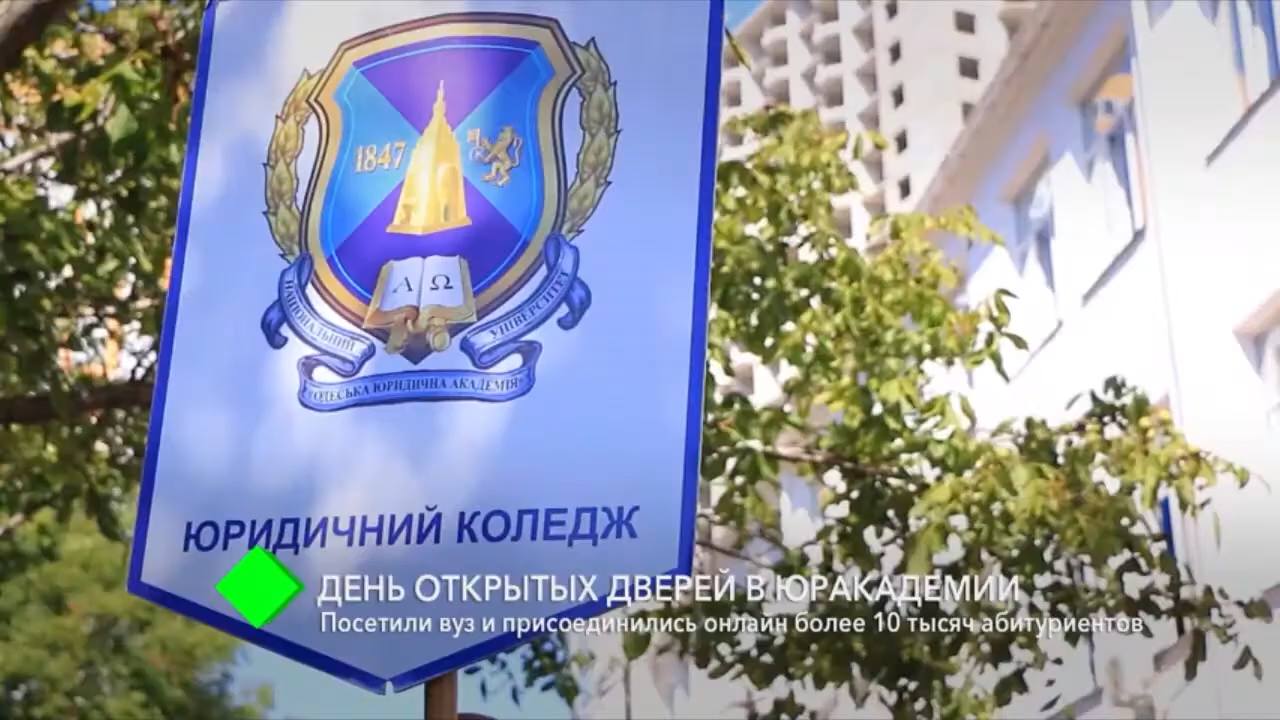 1847
Α Ω
НАЦІОНАЛЬНИЙ УНІВЕРСИТЕТ
"ОДЕСЬКА ЮРИДИЧНА АКАДЕМІЯ"
ЮРИДИЧНИЙ КОЛЕДЖ
ДЕНЬ ОТКРЫТЫХ ДВЕРЕЙ В ЮРАКАДЕМИИ
Посетили вуз и присоединились онлайн более 10 тысяч абитуриентов